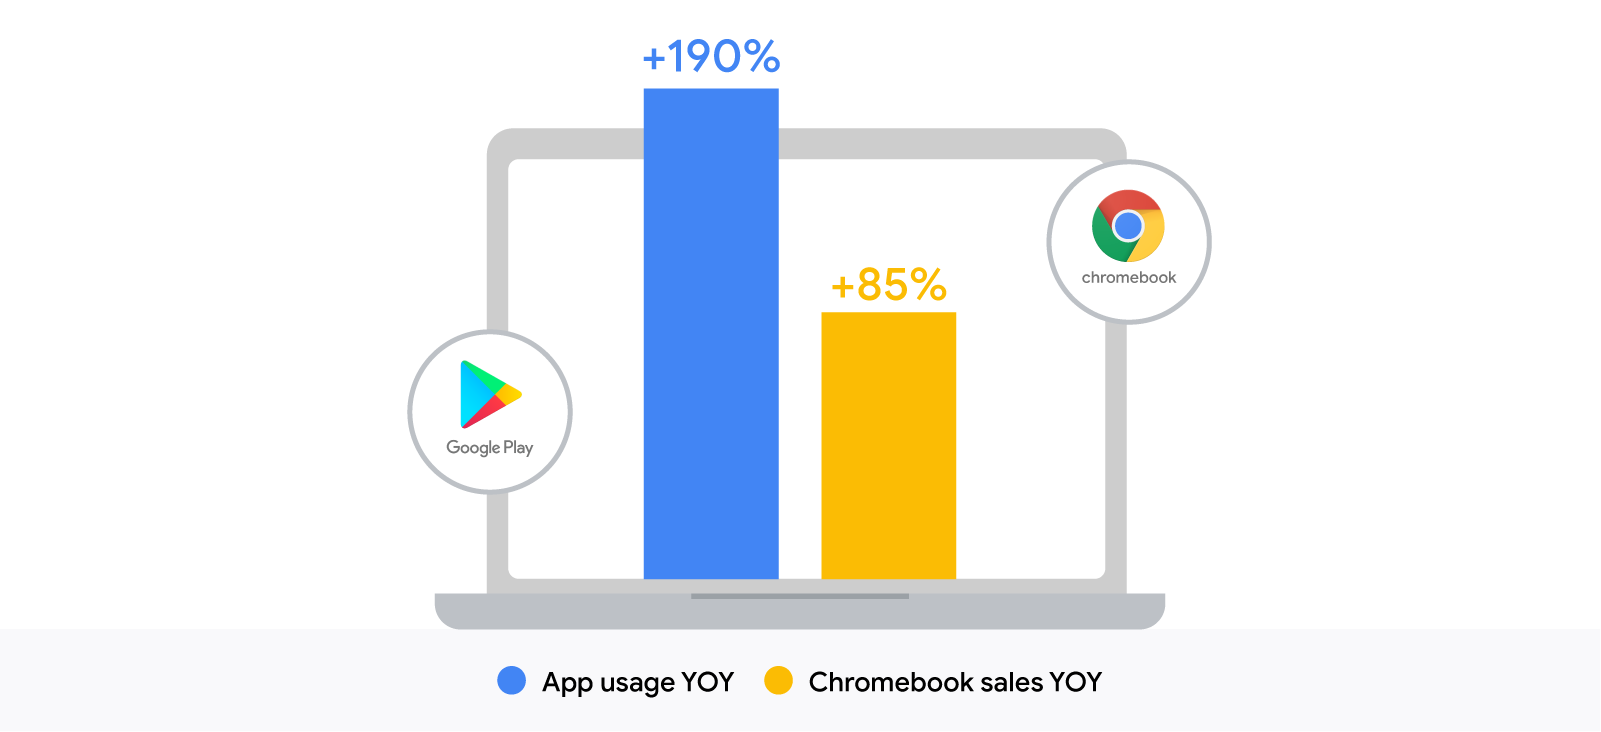 +190%
+85%
chromebook
Google Play
App usage YOY
Chromebook sales YOY